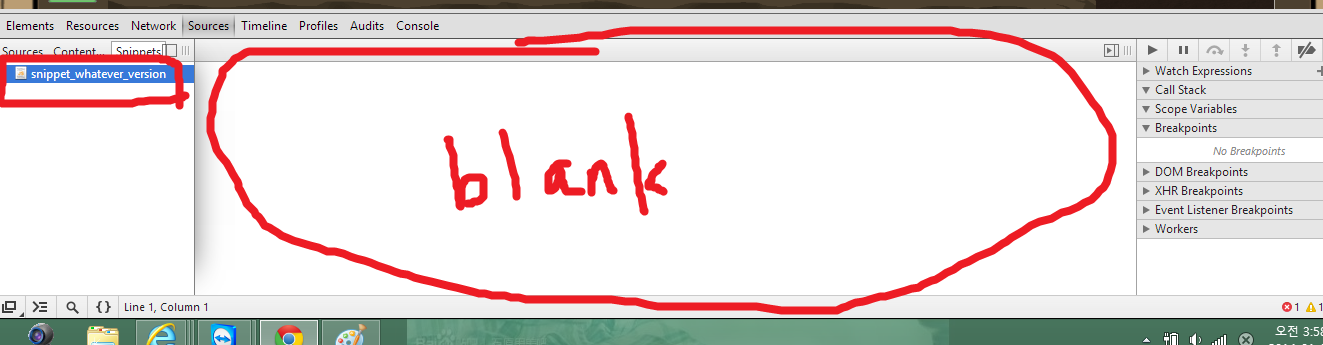 Elements Resources Network Sources Timeline Profiles Audits Console
Sources Content... Snippets
snippet_whatever_version
blank
Watch Expressions
Call Stack
Scope Variables
Breakpoints
No Breakpoints
DOM Breakpoints
XHR Breakpoints
Event Listener Breakpoints
Workers
{} Line 1, Column 1
1 1
오전 3:58